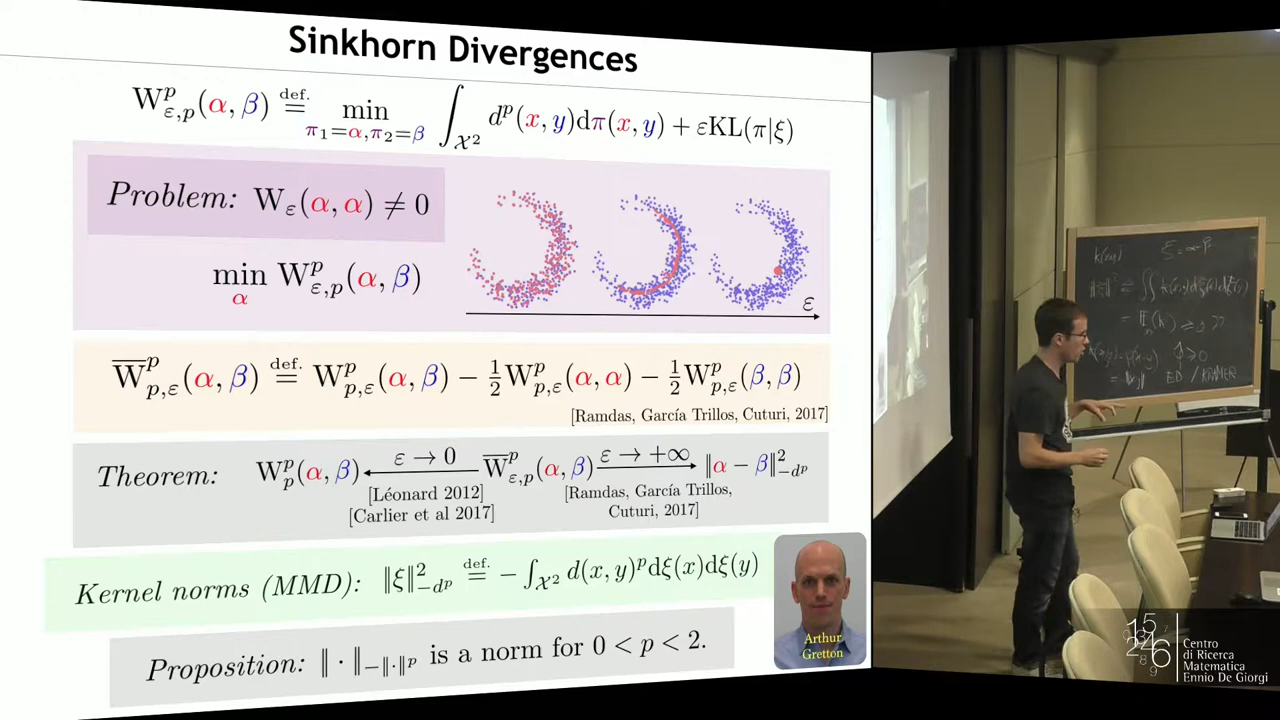 Sinkhorn Divergences
W^p_{ε,p}(α, β) def.= min_{π₁=α,π₂=β} ∫_{𝒳²} d^p(x, y)dπ(x, y) + εKL(π|ξ)
Problem: W_ε(α, α) ≠ 0
min_α W^p_{ε,p}(α, β)
ε
W̅^p_{p,ε}(α, β) def.= W^p_{p,ε}(α, β) − ½W^p_{p,ε}(α, α) − ½W^p_{p,ε}(β, β)
[Ramdas, García Trillos, Cuturi, 2017]
Theorem: W^p_p(α, β) ←(ε → 0) W̅^p_{ε,p}(α, β) →(ε → +∞) ‖α − β‖²_{−d^p}
[Léonard 2012] [Ramdas, García Trillos,
[Carlier et al 2017] Cuturi, 2017]
Kernel norms (MMD): ‖ξ‖²_{−d^p} def.= − ∫_{𝒳²} d(x, y)^p dξ(x)dξ(y)
Arthur
Gretton
Proposition: ‖ · ‖_{−‖·‖^p} is a norm for 0 < p < 2.
Centro
di Ricerca
Matematica
Ennio De Giorgi